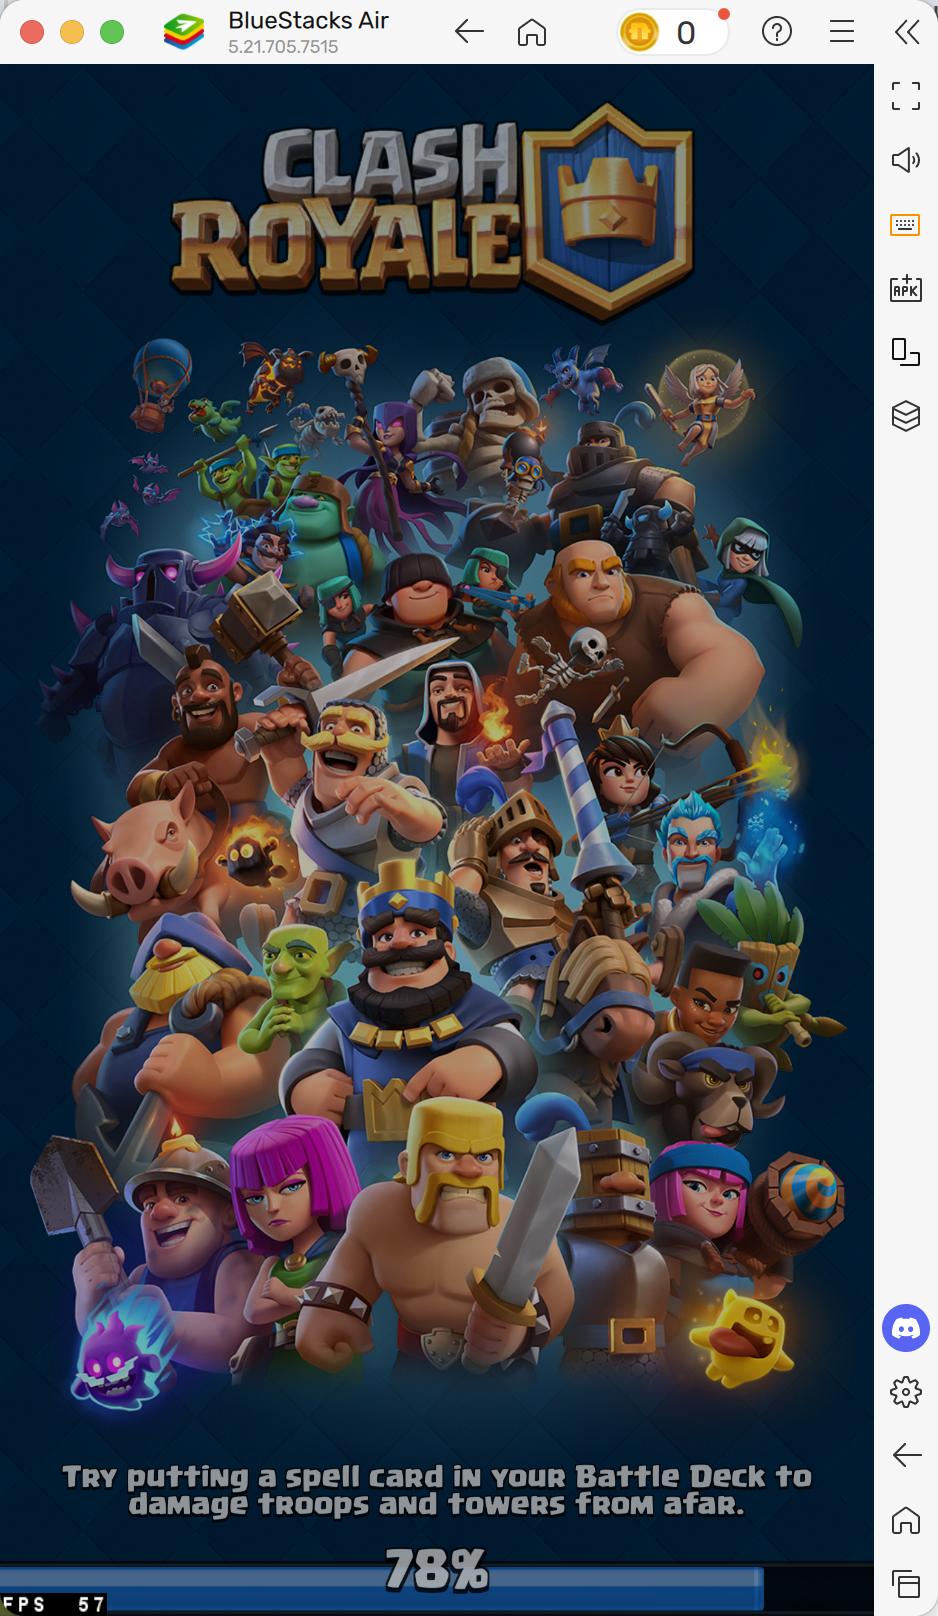 BlueStacks Air
5.21.705.7515
0
CLASH
ROYALE
APK
TRY PUTTING A SPELL CARD IN YOUR BATTLE DECK TO
DAMAGE TROOPS AND TOWERS FROM AFAR.
78%
FPS 57